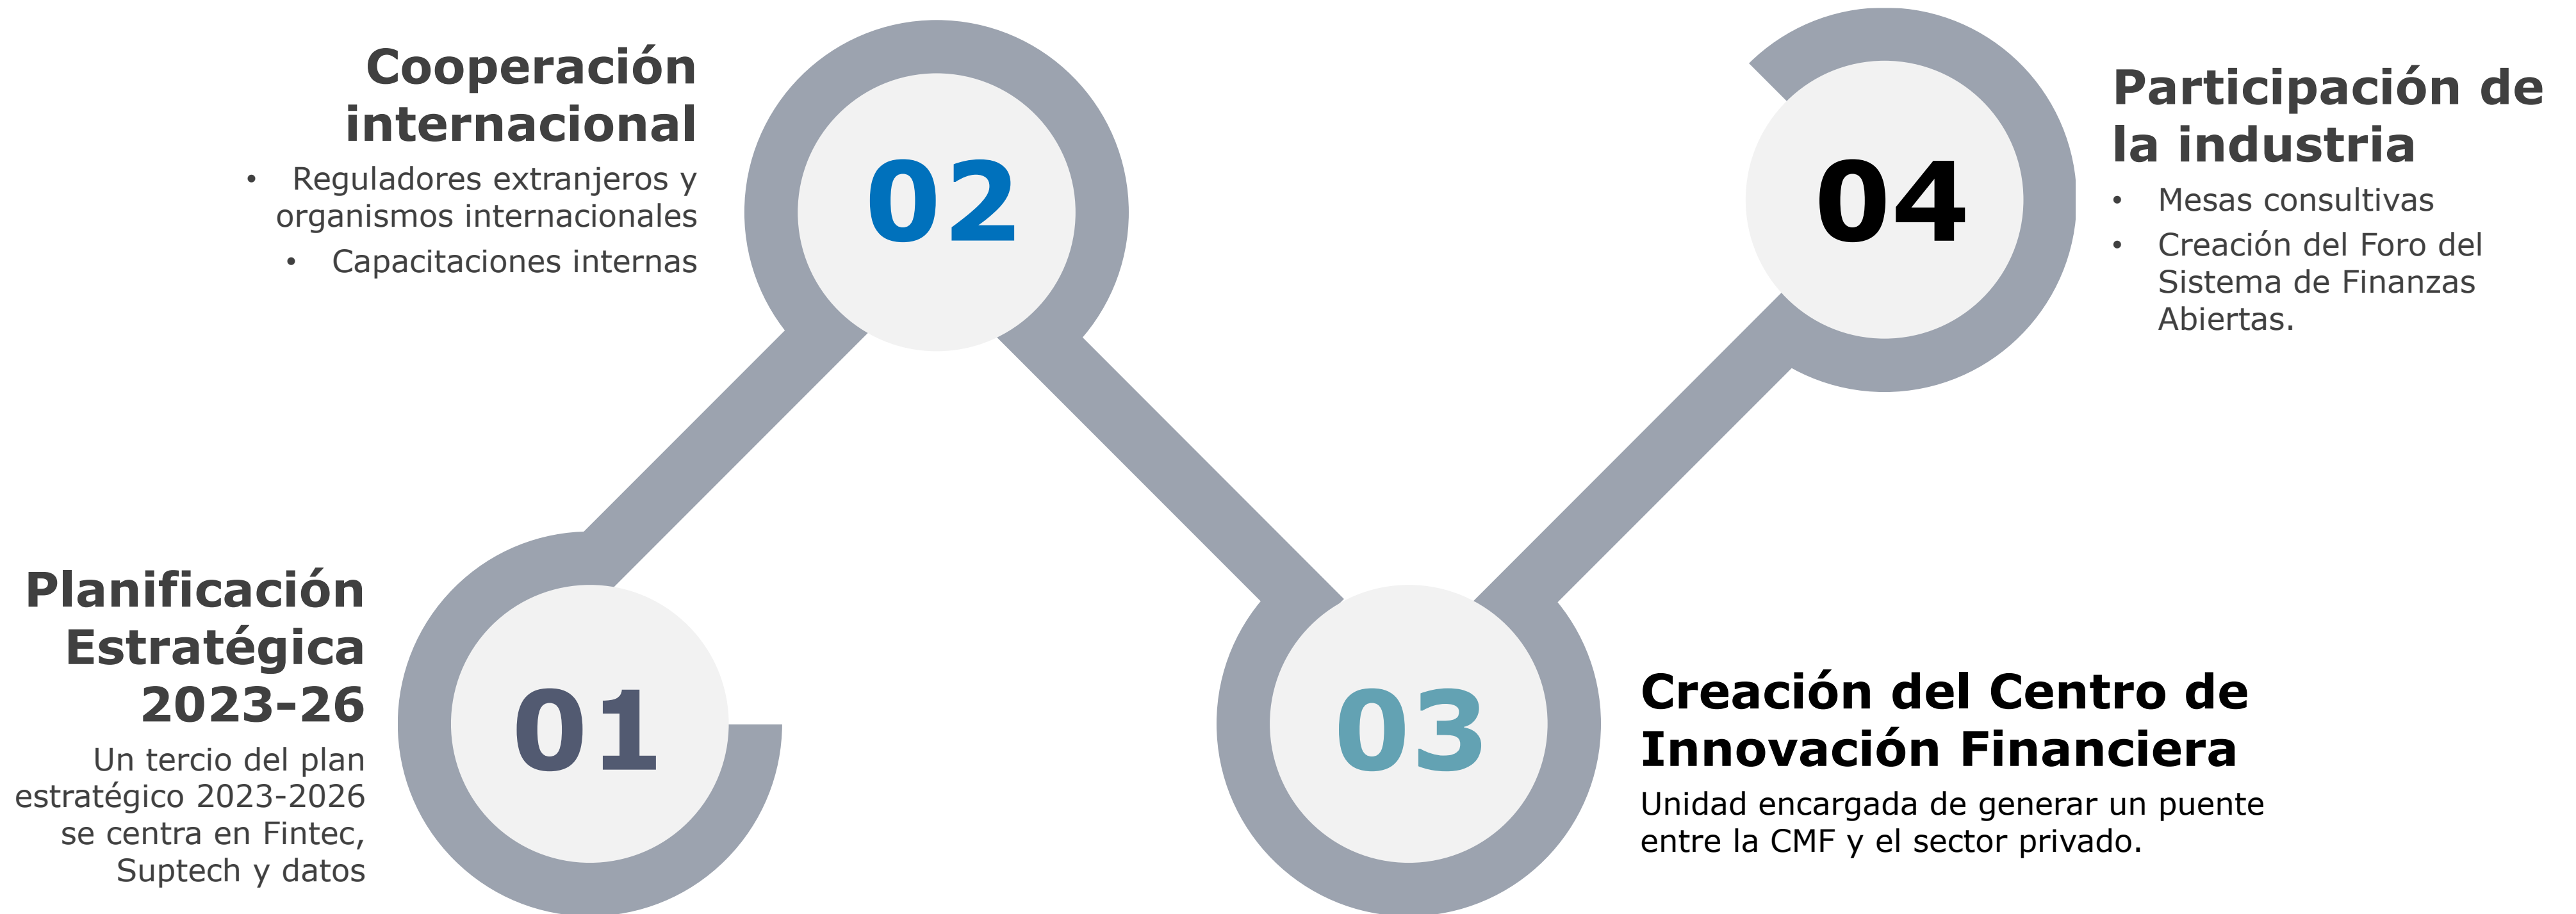 Planificación
Estratégica
2023-26
Un tercio del plan
estratégico 2023-2026
se centra en Fintec,
Suptech y datos
01
Cooperación
internacional
• Reguladores extranjeros y
organismos internacionales
• Capacitaciones internas
02
03
Creación del Centro de
Innovación Financiera
Unidad encargada de generar un puente
entre la CMF y el sector privado.
04
Participación de
la industria
• Mesas consultivas
• Creación del Foro del
Sistema de Finanzas
Abiertas.